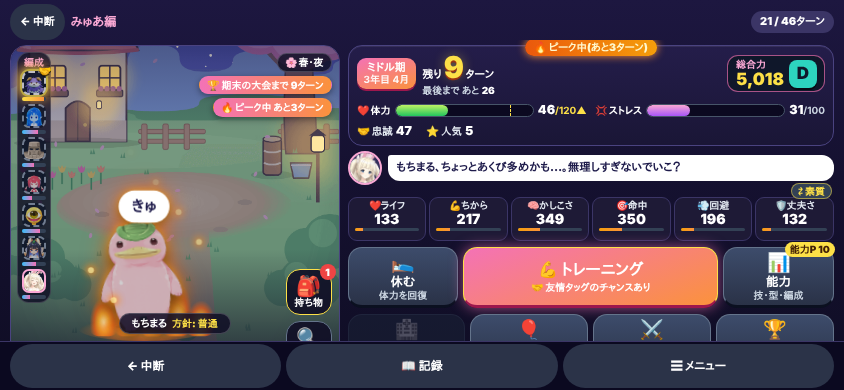 ← 中断
みゅあ編
21 / 46ターン
編成
🌸春・夜
🏆 期末の大会まで 9ターン
🔥 ピーク中 あと3ターン
きゅ
1
持ち物
もちまる 方針: 普通
🔥 ピーク中(あと3ターン)
ミドル期
3年目 4月
残り 9 ターン
最後まで あと 26
総合力
5,018 D
体力 46/120▲
ストレス 31/100
忠誠 47
人気 5
もちまる、ちょっとあくび多めかも…。無理しすぎないでいこ?
素質
ライフ
133
ちから
217
かしこさ
349
命中
350
回避
196
丈夫さ
132
休む
体力を回復
トレーニング
友情タッグのチャンスあり
能力P 10
能力
技・型・編成
← 中断
記録
☰メニュー